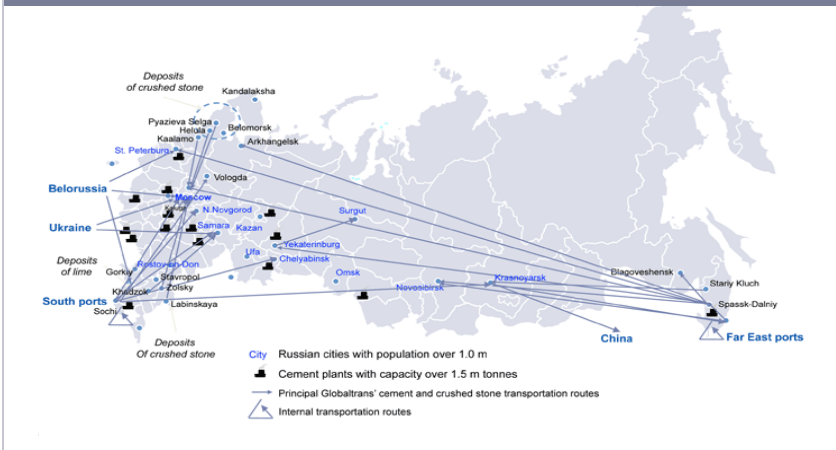 Deposits
of crushed stone
Kandalaksha
Pyazieva Selga
Helola
Belomorsk
Kaalamo
Arkhangelsk
St. Peterburg
Vologda
Belorussia
Moscow
N.Novgorod
Surgut
Ukraine
Samara
Kazan
Yekaterinburg
Ufa
Chelyabinsk
Deposits
of lime
Rostov-on-Don
Gorkiy
Stavropol
Omsk
Krasnoyarsk
Blagoveshensk
Khadzok
Zolsky
Novosibirsk
Stariy Kluch
South ports
Labinskaya
Spassk-Dalniy
Sochi
China
Far East ports
Deposits
Of crushed stone
City Russian cities with population over 1.0 m
Cement plants with capacity over 1.5 m tonnes
Principal Globaltrans' cement and crushed stone transportation routes
Internal transportation routes